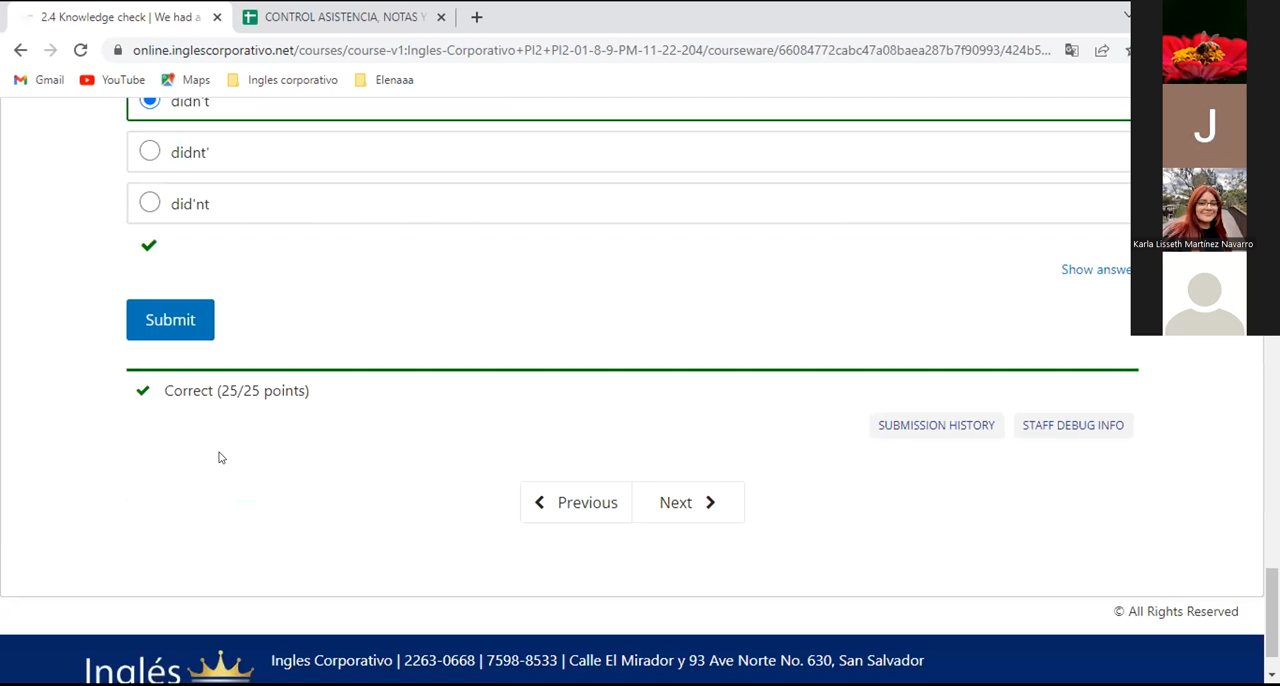 2.4 Knowledge check | We had a
CONTROL ASISTENCIA, NOTAS Y
online.inglescorporativo.net/courses/course-v1:Ingles-Corporativo+PI2+PI2-01-8-9-PM-11-22-204/courseware/66084772cabc47a08baea287b7f90993/424b5...
Gmail YouTube Maps Ingles corporativo Elenaaa
didn't
didnt'
did'nt
J
Karla Lisseth Martínez Navarro
Show answe
Submit
Correct (25/25 points)
SUBMISSION HISTORY STAFF DEBUG INFO
Previous Next
© All Rights Reserved
Inglés
Ingles Corporativo | 2263-0668 | 7598-8533 | Calle El Mirador y 93 Ave Norte No. 630, San Salvador